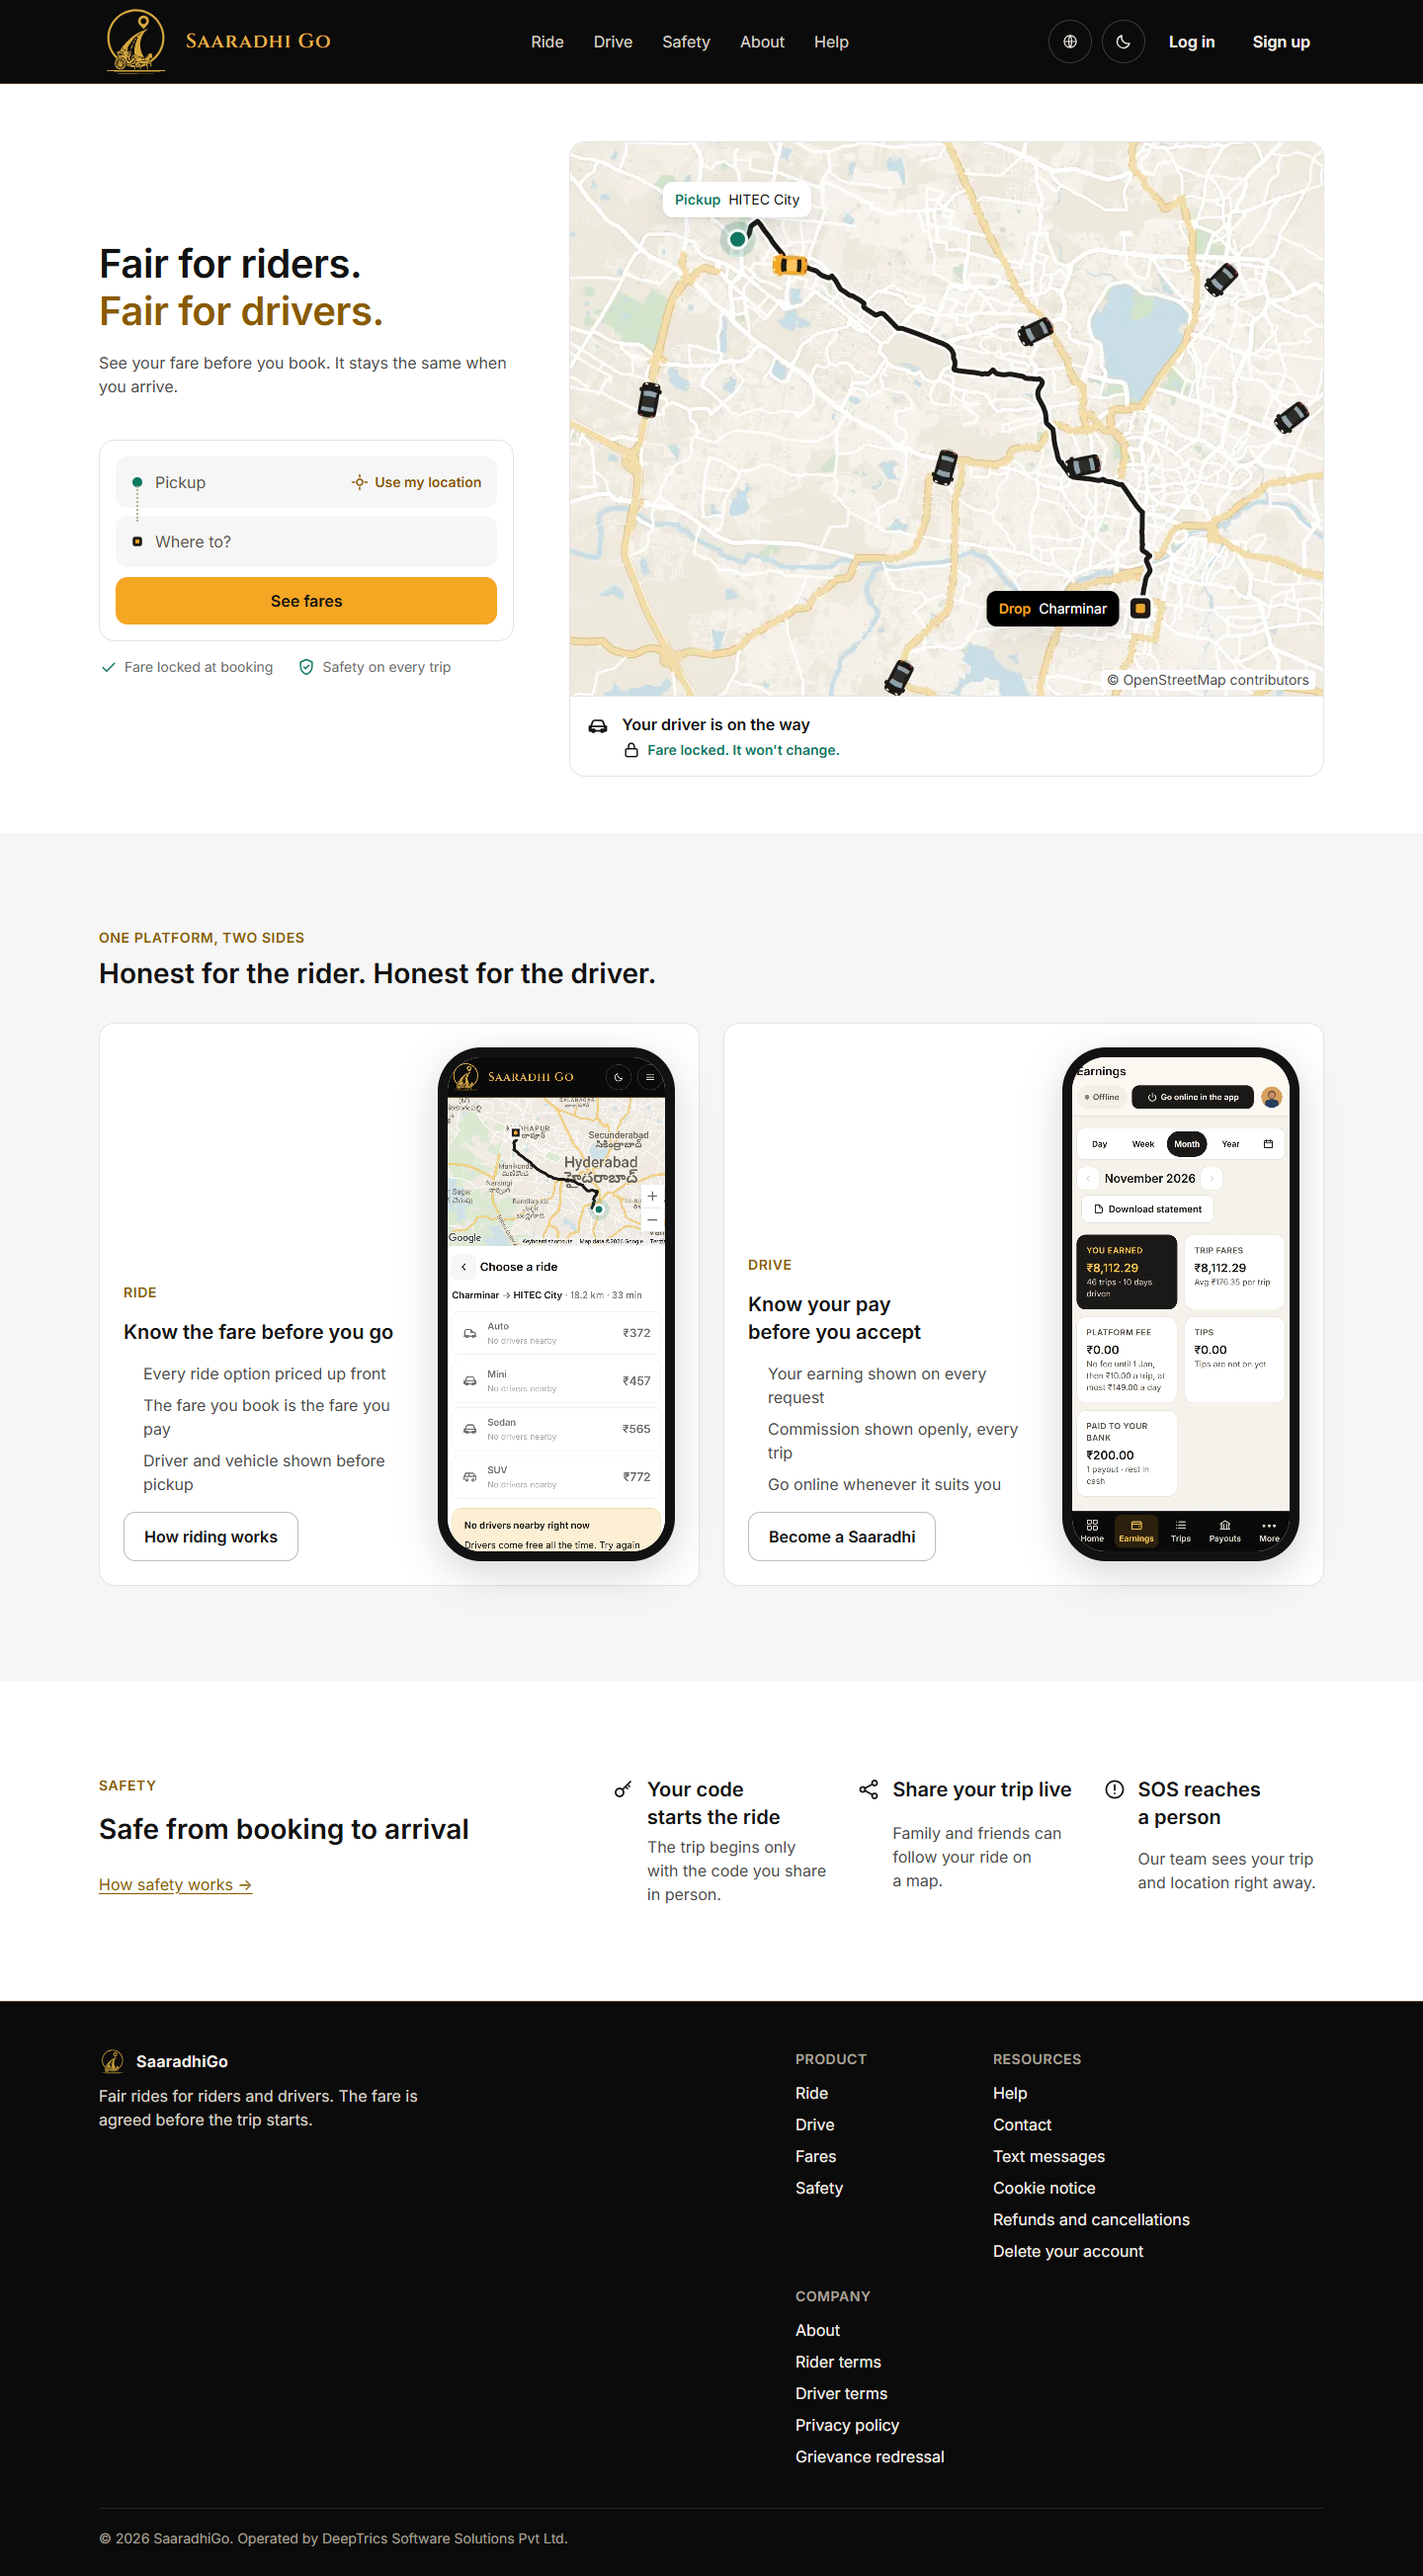 SAARADHI GO
Ride
Drive
Safety
About
Help
Log in
Sign up
Fair for riders.
Fair for drivers.
See your fare before you book. It stays the same when
you arrive.
Pickup
Use my location
Where to?
See fares
Fare locked at booking
Safety on every trip
Pickup HITEC City
Drop Charminar
© OpenStreetMap contributors
Your driver is on the way
Fare locked. It won't change.
ONE PLATFORM, TWO SIDES
Honest for the rider. Honest for the driver.
RIDE
Know the fare before you go
Every ride option priced up front
The fare you book is the fare you
pay
Driver and vehicle shown before
pickup
How riding works
SAARADHI GO
Secunderabad
సికింద్రాబాద్
Hyderabad
హైదరాబాద్
Manikonda
Narsingi
Google
Keyboard shortcuts
Map data ©2026 Google
Choose a ride
Charminar → HITEC City · 18.2 km · 33 min
Auto
No drivers nearby
₹372
Mini
No drivers nearby
₹457
Sedan
No drivers nearby
₹565
SUV
No drivers nearby
₹772
No drivers nearby right now
Drivers come free all the time. Try again
DRIVE
Know your pay
before you accept
Your earning shown on every
request
Commission shown openly, every
trip
Go online whenever it suits you
Become a Saaradhi
Earnings
Offline
Go online in the app
Day
Week
Month
Year
November 2026
Download statement
YOU EARNED
₹8,112.29
46 trips · 10 days
driven
TRIP FARES
₹8,112.29
Avg ₹176.35 per trip
PLATFORM FEE
₹0.00
No fee until 1 Jan,
then ₹10.00 a trip, at
most ₹149.00 a day
TIPS
₹0.00
Tips are not on yet
PAID TO YOUR
BANK
₹200.00
1 payout · rest in
cash
Home
Earnings
Trips
Payouts
More
SAFETY
Safe from booking to arrival
How safety works →
Your code
starts the ride
The trip begins only
with the code you share
in person.
Share your trip live
Family and friends can
follow your ride on
a map.
SOS reaches
a person
Our team sees your trip
and location right away.
SaaradhiGo
Fair rides for riders and drivers. The fare is
agreed before the trip starts.
PRODUCT
Ride
Drive
Fares
Safety
RESOURCES
Help
Contact
Text messages
Cookie notice
Refunds and cancellations
Delete your account
COMPANY
About
Rider terms
Driver terms
Privacy policy
Grievance redressal
© 2026 SaaradhiGo. Operated by DeepTrics Software Solutions Pvt Ltd.